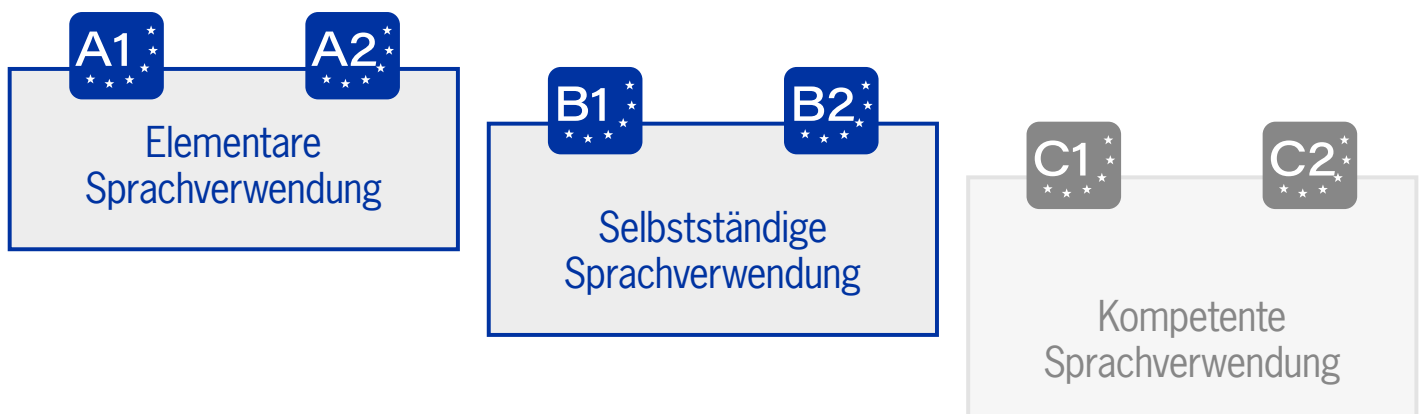 A1
A2
Elementare
Sprachverwendung
B1
B2
Selbstständige
Sprachverwendung
C1
C2
Kompetente
Sprachverwendung